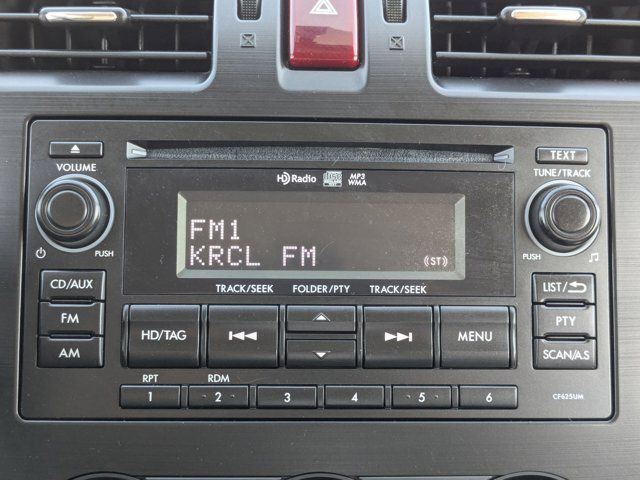 VOLUME
TEXT
TUNE/TRACK
HD Radio
MP3
WMA
FM1
KRCL FM
(ST)
PUSH
PUSH
TRACK/SEEK
FOLDER/PTY
TRACK/SEEK
CD/AUX
FM
AM
HD/TAG
MENU
LIST/
PTY
SCAN/A.S
RPT
RDM
1
2
3
4
5
6
CF625UM